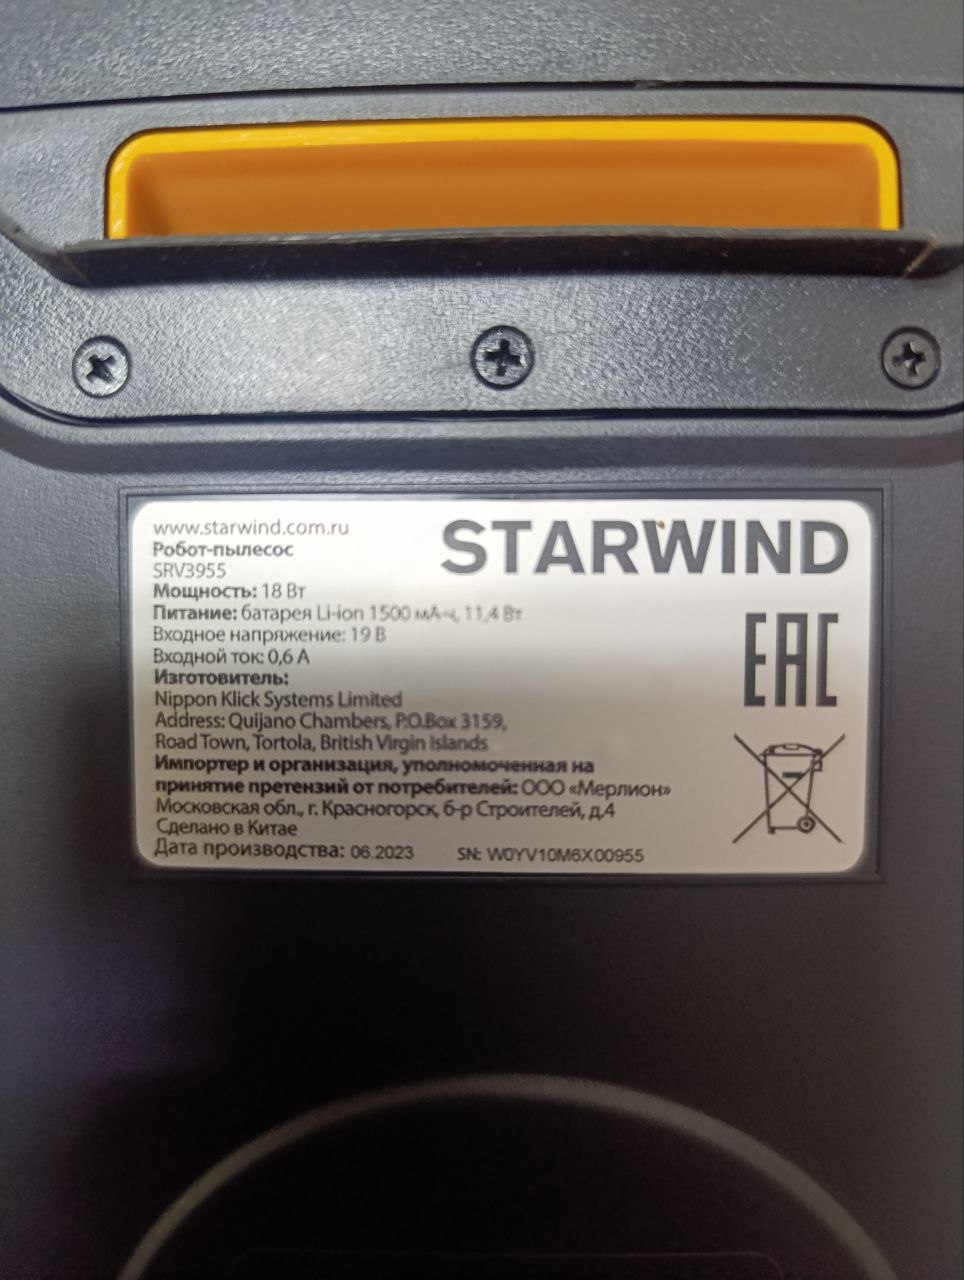 www.starwind.com.ru
STARWIND
Робот-пылесос
SRV3955
Мощность: 18 Вт
Питание: батарея Li-ion 1500 мА·ч, 11,4 Вт
Входное напряжение: 19 В
Входной ток: 0,6 А
EAC
Изготовитель:
Nippon Klick Systems Limited
Address: Quijano Chambers, P.O.Box 3159,
Road Town, Tortola, British Virgin Islands
Импортер и организация, уполномоченная на
принятие претензий от потребителей: ООО «Мерлион»
Московская обл., г. Красногорск, б-р Строителей, д.4
Сделано в Китае
Дата производства: 06.2023 SN: W0YV10M6X00955